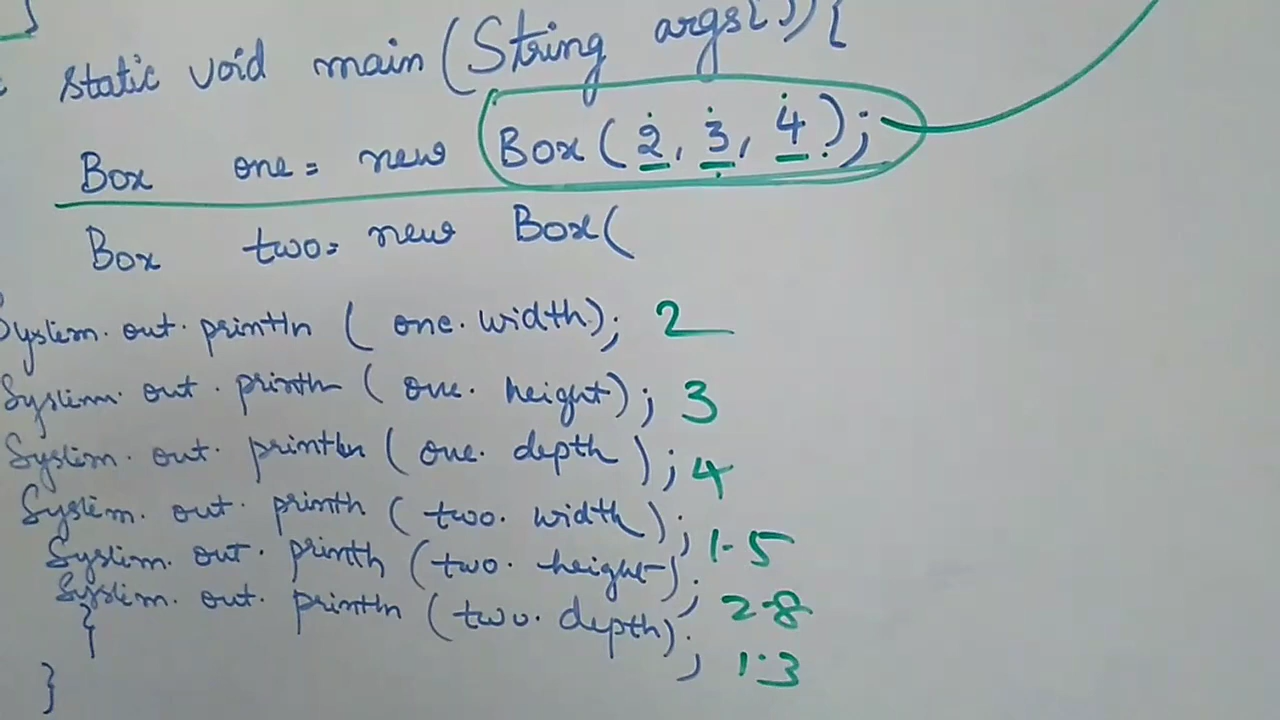 }
static void main (String args[]) {
Box one = new Box (2, 3, 4);
Box two = new Box (
System. out. println ( one. width); 2
System. out. println ( one. height); 3
System. out. println ( one. depth ); 4
System. out. println ( two. width); 1.5
System. out. println (two. height); 2.8
System. out. println ( two. depth); 1.3
}
}